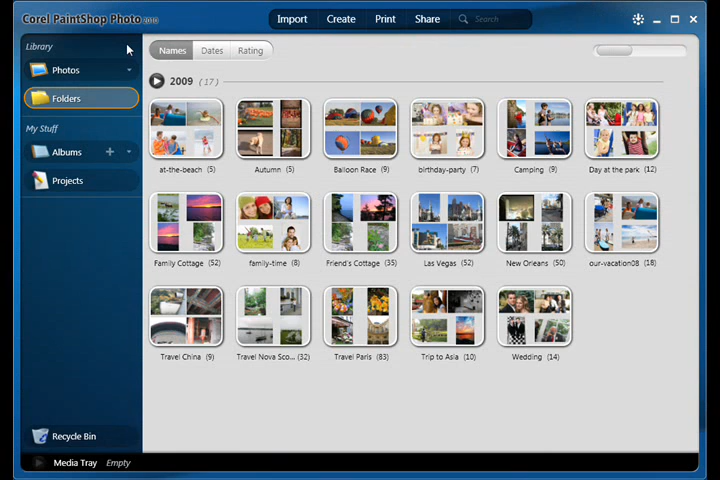 Corel PaintShop Photo 2010
Import Create Print Share Search
Library
Photos
Folders
My Stuff
Albums
Projects
Recycle Bin
Media Tray Empty
Names Dates Rating
2009 (17)
at-the-beach (5) Autumn (5) Balloon Race (9) birthday-party (7) Camping (9) Day at the park (12)
Family Cottage (52) family-time (8) Friend's Cottage (35) Las Vegas (52) New Orleans (50) our-vacation08 (18)
Travel China (9) Travel Nova Sco... (32) Travel Paris (83) Trip to Asia (10) Wedding (14)